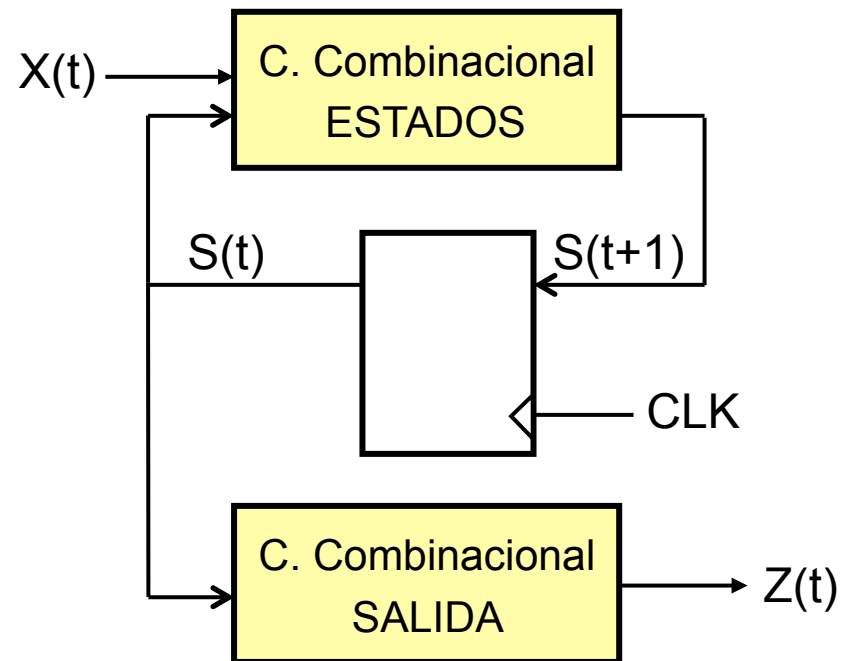 X(t)
C. Combinacional
ESTADOS
S(t)
S(t+1)
CLK
C. Combinacional
SALIDA
Z(t)